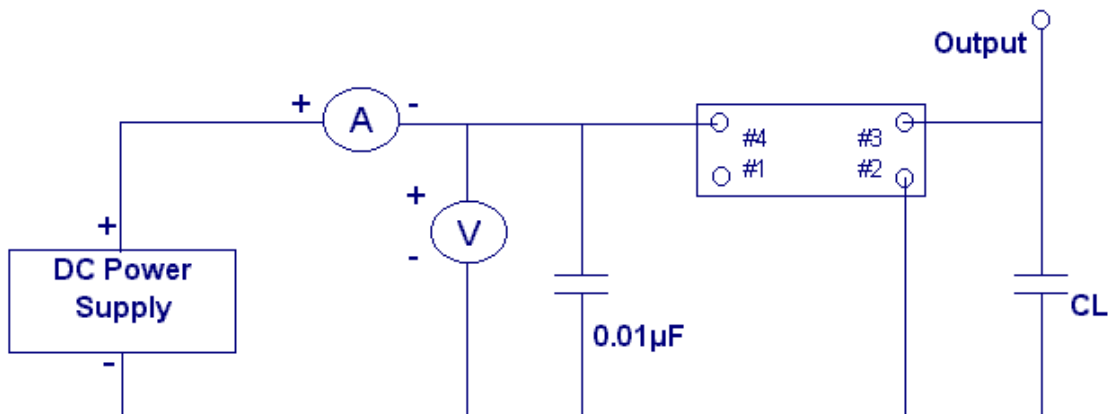 Output
+
A
-
#4
#3
#1
#2
+
V
-
+
DC Power
Supply
-
0.01µF
CL